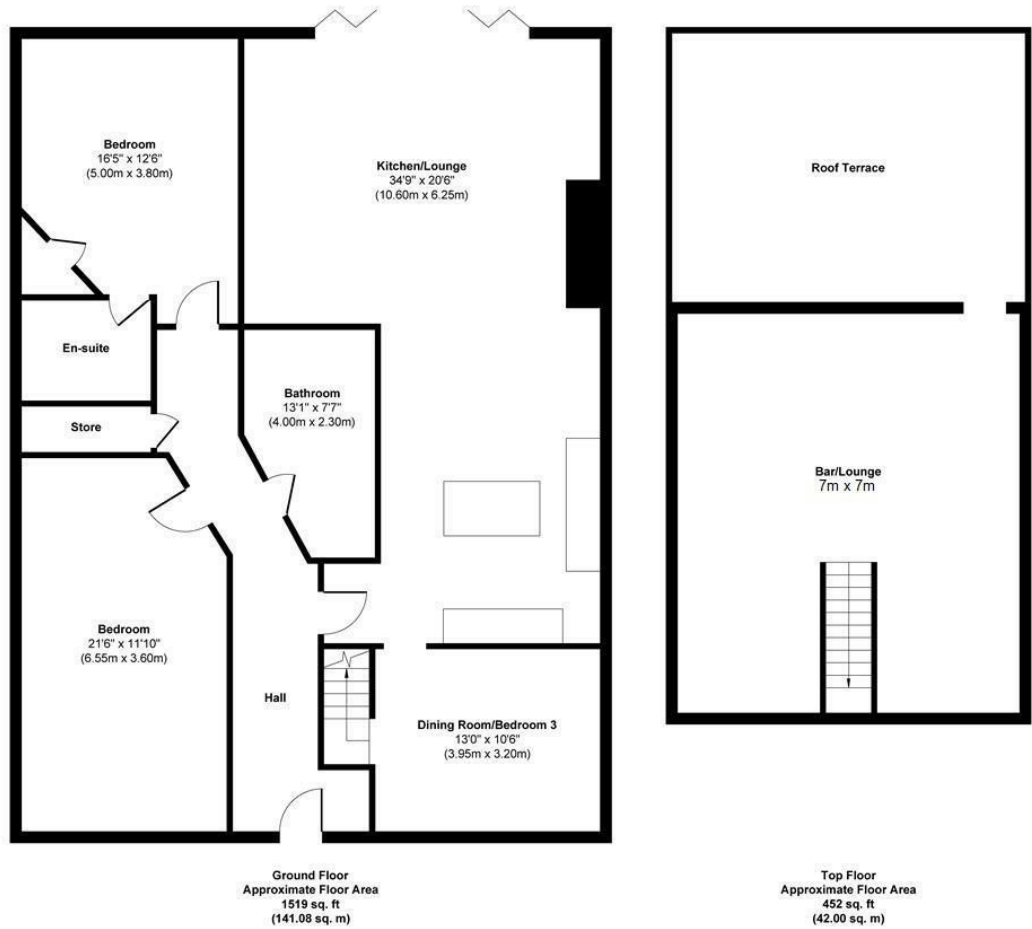 Bedroom
16'5" x 12'6"
(5.00m x 3.80m)
Kitchen/Lounge
34'9" x 20'6"
(10.60m x 6.25m)
En-suite
Bathroom
13'1" x 7'7"
(4.00m x 2.30m)
Store
Bedroom
21'6" x 11'10"
(6.55m x 3.60m)
Hall
Dining Room/Bedroom 3
13'0" x 10'6"
(3.95m x 3.20m)
Ground Floor
Approximate Floor Area
1519 sq. ft
(141.08 sq. m)
Roof Terrace
Bar/Lounge
7m x 7m
Top Floor
Approximate Floor Area
452 sq. ft
(42.00 sq. m)